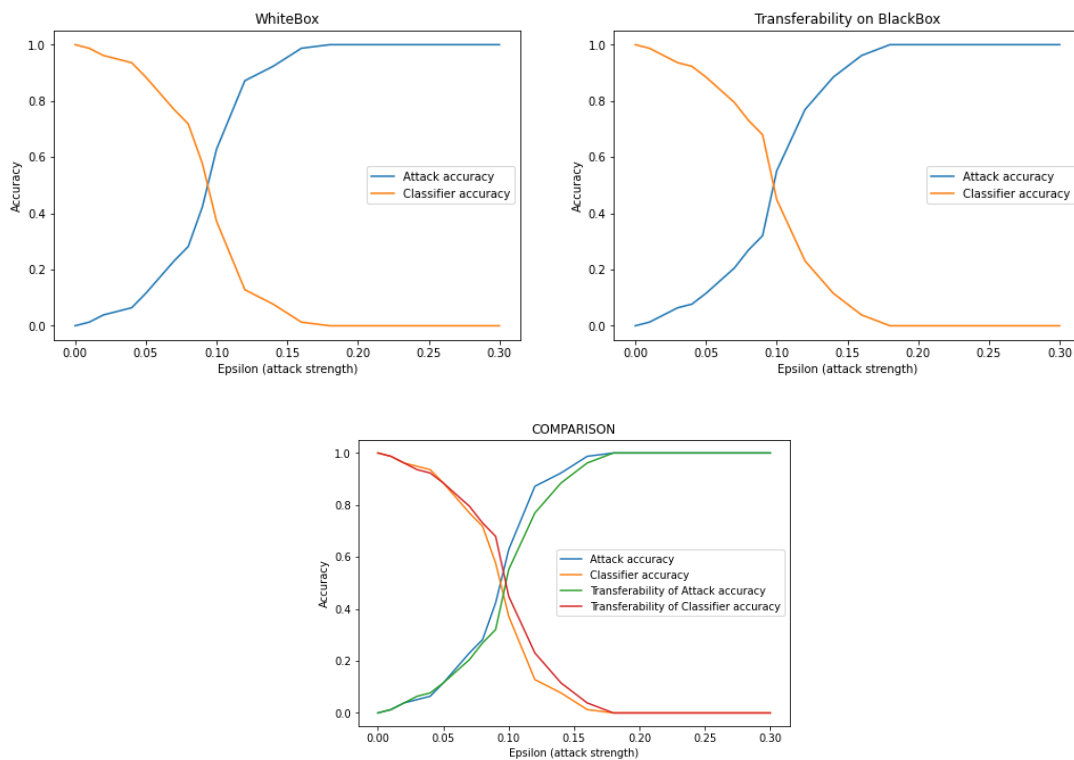 WhiteBox
1.0
0.8
0.6
0.4
0.2
0.0
Accuracy
Attack accuracy
Classifier accuracy
0.00 0.05 0.10 0.15 0.20 0.25 0.30
Epsilon (attack strength)
Transferability on BlackBox
1.0
0.8
0.6
0.4
0.2
0.0
Accuracy
Attack accuracy
Classifier accuracy
0.00 0.05 0.10 0.15 0.20 0.25 0.30
Epsilon (attack strength)
COMPARISON
1.0
0.8
0.6
0.4
0.2
0.0
Accuracy
Attack accuracy
Classifier accuracy
Transferability of Attack accuracy
Transferability of Classifier accuracy
0.00 0.05 0.10 0.15 0.20 0.25 0.30
Epsilon (attack strength)